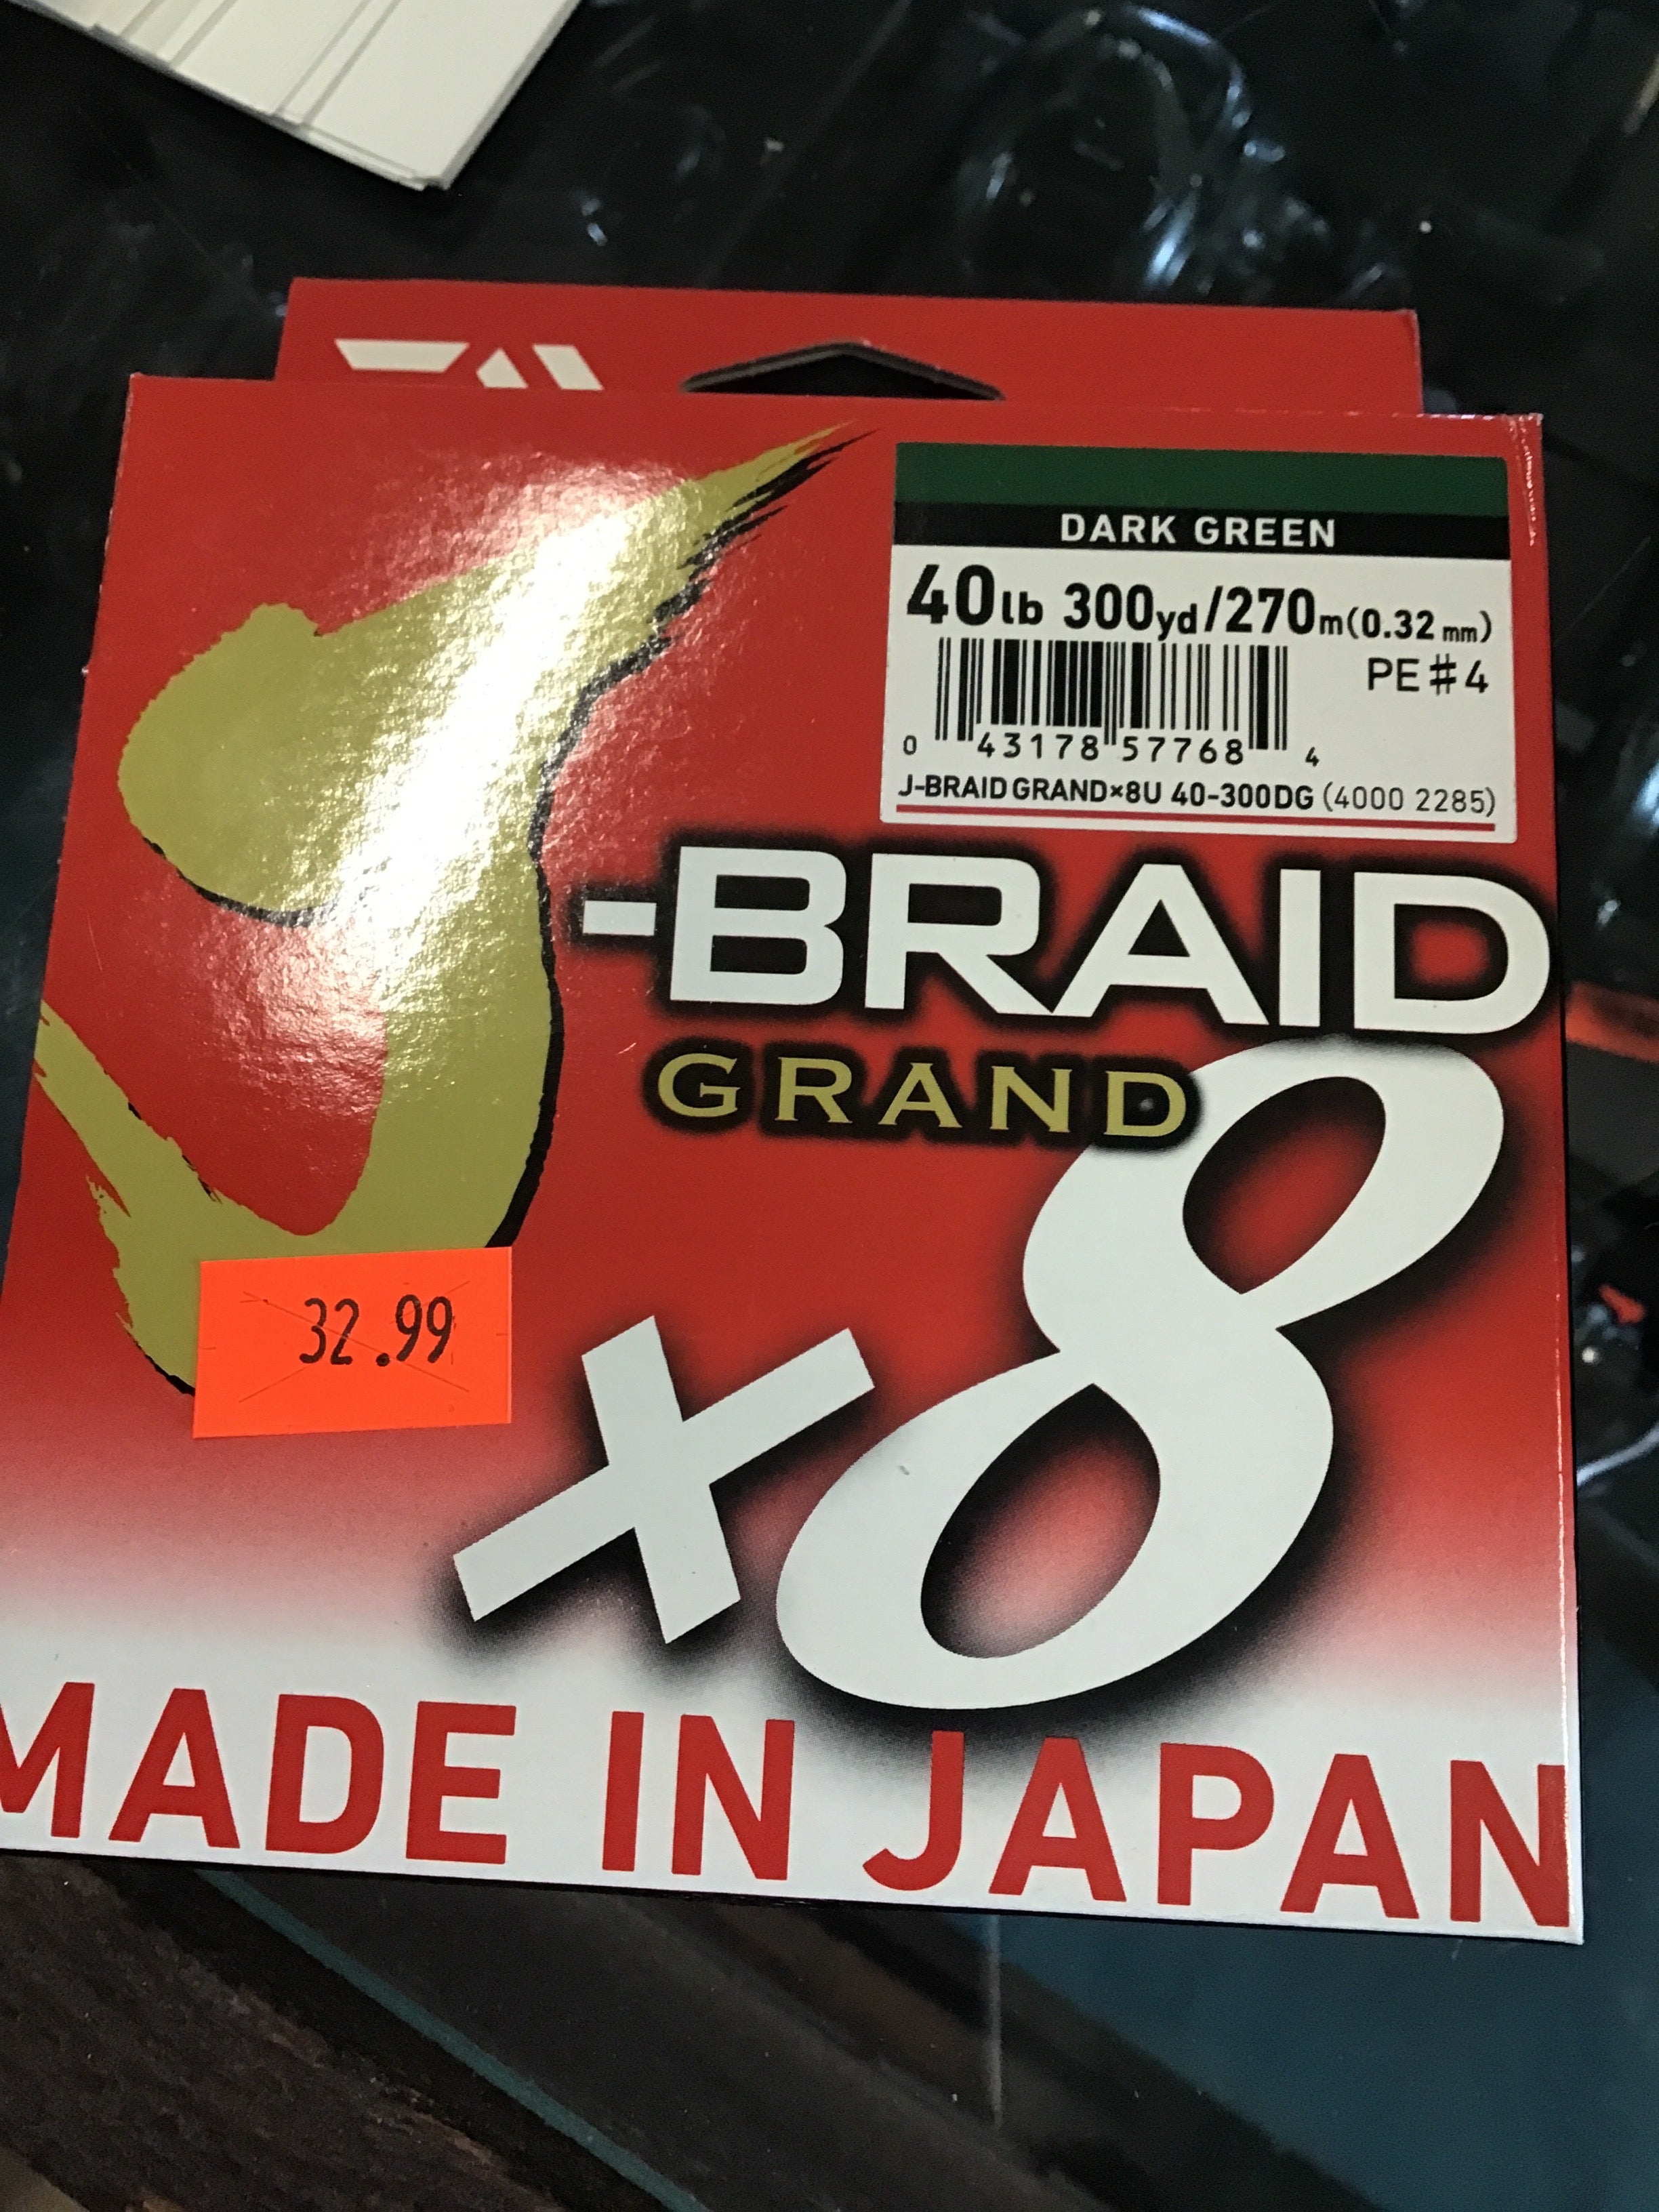 DARK GREEN
40lb 300yd/270m(0.32mm)
PE#4
0 43178 57768 4
J-BRAID GRAND×8U 40-300DG (4000 2285)
J-BRAID
GRAND
×8
32.99
MADE IN JAPAN